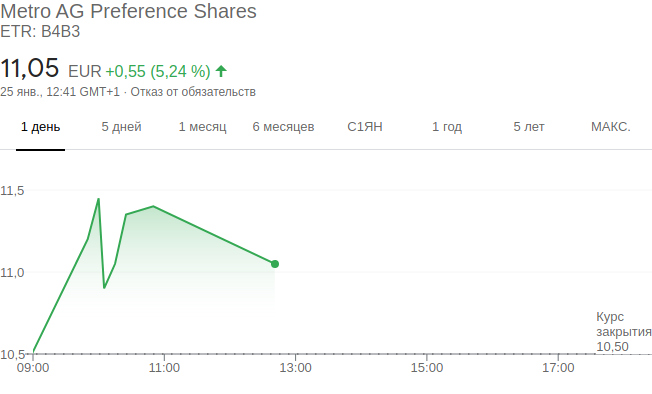 Metro AG Preference Shares
ETR: B4B3
11,05 EUR +0,55 (5,24 %)
25 янв., 12:41 GMT+1 · Отказ от обязательств
1 день 5 дней 1 месяц 6 месяцев С1ЯН 1 год 5 лет МАКС.
11,5
11,0
Курс
закрытия
10,50
10,5
09:00 11:00 13:00 15:00 17:00